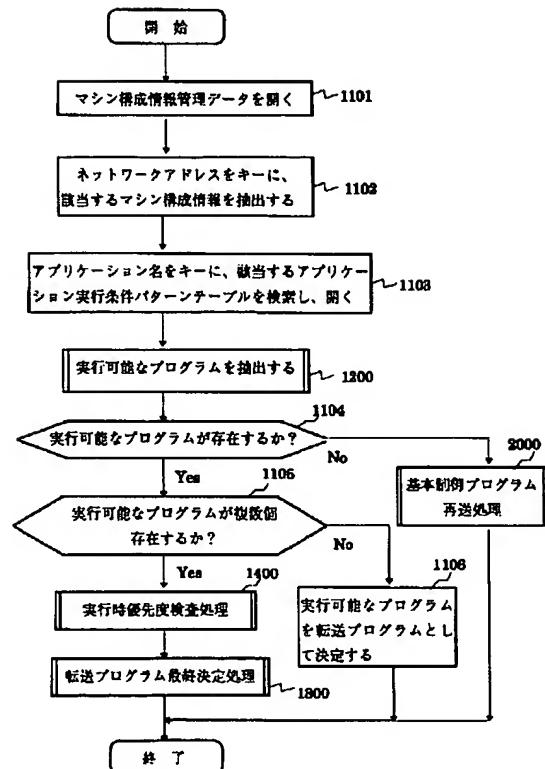 開 始
マシン構成情報管理データを開く
1101
ネットワークアドレスをキーに、
該当するマシン構成情報を抽出する
1102
アプリケーション名をキーに、該当するアプリケー
ション実行条件パターンテーブルを検索し、開く
1103
実行可能なプログラムを抽出する
1200
1104
実行可能なプログラムが存在するか？
No
Yes
2000
基本制御プログラム
再送処理
1105
実行可能なプログラムが複数個
存在するか？
No
Yes
1400
実行時優先度検査処理
1106
実行可能なプログラム
を転送プログラムとし
て決定する
転送プログラム最終決定処理
1800
終 了